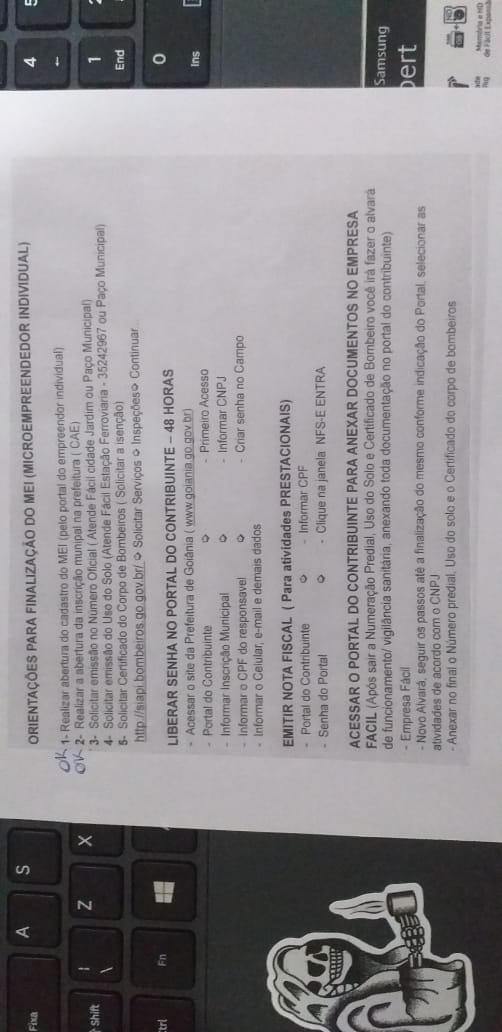 ORIENTAÇÕES PARA FINALIZAÇÃO DO MEI (MICROEMPREENDEDOR INDIVIDUAL)
OK 1- Realizar abertura do cadastro do MEI (pelo portal do empreendor individual)
OK 2- Realizar a abertura da inscrição munipal na prefeitura ( CAE)
3- Solicitar emissão no Número Oficial ( Atende Fácil cidade Jardim ou Paço Municipal)
4- Solicitar emissão do Uso do Solo (Atende Fácil Estação Ferroviaria - 35242967 ou Paço Municipal)
5- Solicitar Certificado do Corpo de Bombeiros ( Solicitar a isenção)
http://siapi.bombeiros.go.gov.br/ ➪ Solicitar Serviços ➪ Inspeções➪ Continuar...
LIBERAR SENHA NO PORTAL DO CONTRIBUINTE – 48 HORAS
- Acessar o site da Prefeitura de Goiânia ( www.goiania.go.gov.br)
- Portal do Contribuinte ➪ - Primeiro Acesso
- Informar Inscrição Municipal ➪ - Informar CNPJ
- Informar o CPF do responsavel ➪ - Criar senha no Campo
- Informar o Celular, e-mail e demais dados
EMITIR NOTA FISCAL ( Para atividades PRESTACIONAIS)
- Portal do Contribuinte ➪ - Informar CPF
- Senha do Portal ➪ - Clique na janela NFS-E ENTRA
ACESSAR O PORTAL DO CONTRIBUINTE PARA ANEXAR DOCUMENTOS NO EMPRESA
FACIL (Após sair a Numeração Predial, Uso do Solo e Certificado de Bombeiro você irá fazer o alvará
de funcionamento/ vigilância sanitária, anexando toda documentação no portal do contribuinte)
- Empresa Fácil
- Novo Alvará, seguir os passos até a finalização do mesmo conforme indicação do Portal, selecionar as
atividades de acordo com o CNPJ
- Anexar no final o Número predial, Uso do solo e o Certificado do corpo de bombeiros
Fixa
A
S
Shift
\
|
Z
X
Ctrl
Fn
4
←
5
1
End
0
Ins
Samsung
pert
HD
Memória e HD
de Fácil Expansã